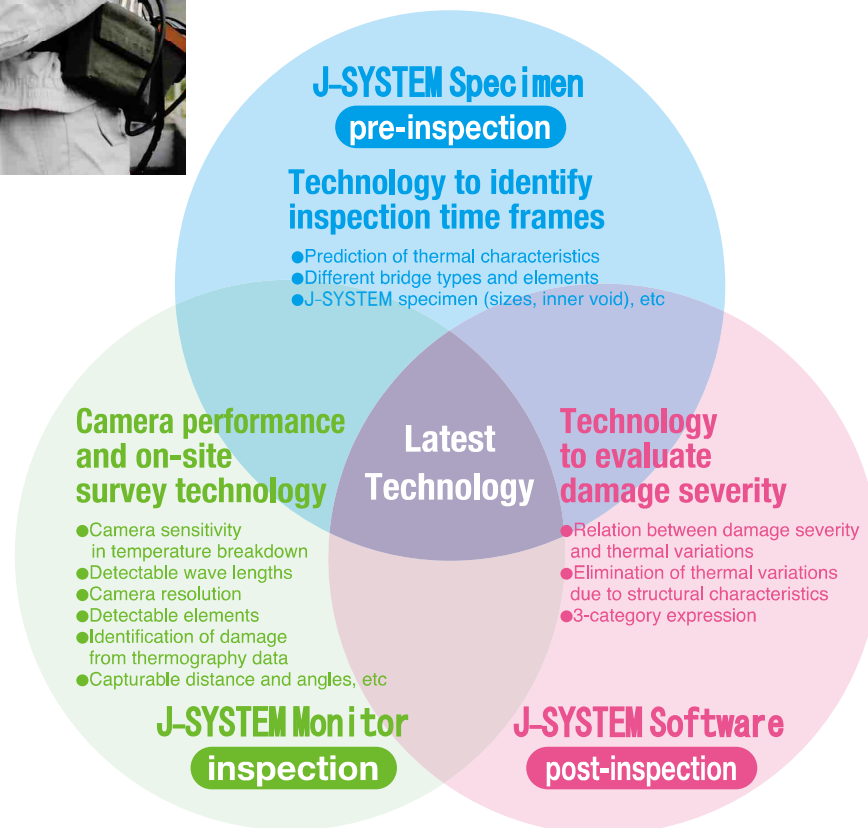 J-SYSTEM Specimen
pre-inspection
Technology to identify
inspection time frames
●Prediction of thermal characteristics
●Different bridge types and elements
●J-SYSTEM specimen (sizes, inner void), etc
Latest
Technology
Camera performance
and on-site
survey technology
●Camera sensitivity
in temperature breakdown
●Detectable wave lengths
●Camera resolution
●Detectable elements
●Identification of damage
from thermography data
●Capturable distance and angles, etc
J-SYSTEM Monitor
inspection
Technology
to evaluate
damage severity
●Relation between damage severity
and thermal variations
●Elimination of thermal variations
due to structural characteristics
●3-category expression
J-SYSTEM Software
post-inspection